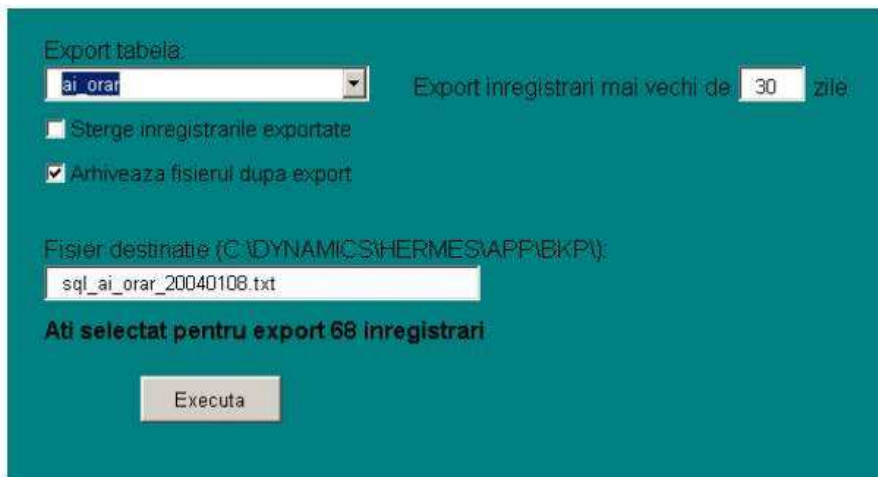 Export tabela:
ai_orar
Export inregistrari mai vechi de 30 zile
Sterge inregistrarile exportate
Arhiveaza fisierul dupa export
Fisier destinatie (C:\DYNAMICS\HERMES\APP\BKP\):
sql_ai_orar_20040108.txt
Ati selectat pentru export 68 inregistrari
Executa